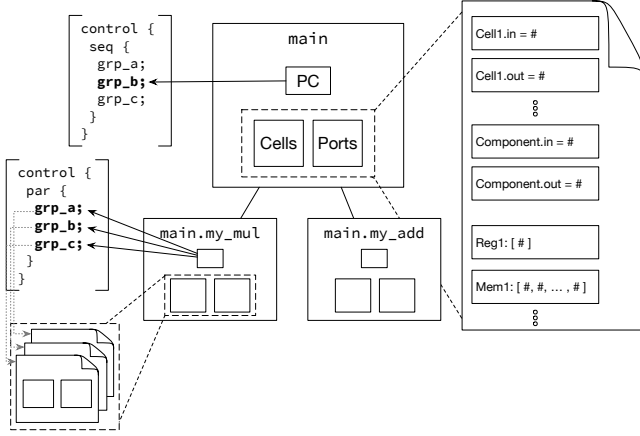 control {
seq {
grp_a;
grp_b;
grp_c;
}
}
main
PC
Cells
Ports
Cell1.in = #
Cell1.out = #
Component.in = #
Component.out = #
Reg1: [ # ]
Mem1: [ #, #, ... , # ]
control {
par {
grp_a;
grp_b;
grp_c;
}
}
main.my_mul
main.my_add